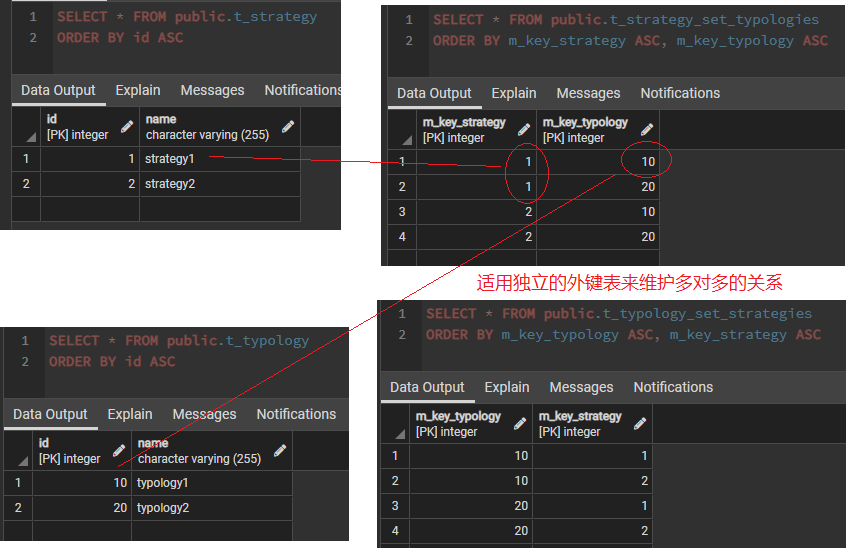 1 SELECT * FROM public.t_strategy
2 ORDER BY id ASC
Data Output Explain Messages Notifications
id name
[PK] integer character varying (255)
1 1 strategy1
2 2 strategy2
1 SELECT * FROM public.t_strategy_set_typologies
2 ORDER BY m_key_strategy ASC, m_key_typology ASC
Data Output Explain Messages Notifications
m_key_strategy m_key_typology
[PK] integer [PK] integer
1 1 10
2 1 20
3 2 10
4 2 20
适用独立的外键表来维护多对多的关系
1 SELECT * FROM public.t_typology
2 ORDER BY id ASC
Data Output Explain Messages Notifications
id name
[PK] integer character varying (255)
1 10 typology1
2 20 typology2
1 SELECT * FROM public.t_typology_set_strategies
2 ORDER BY m_key_typology ASC, m_key_strategy ASC
Data Output Explain Messages Notifications
m_key_typology m_key_strategy
[PK] integer [PK] integer
1 10 1
2 10 2
3 20 1
4 20 2